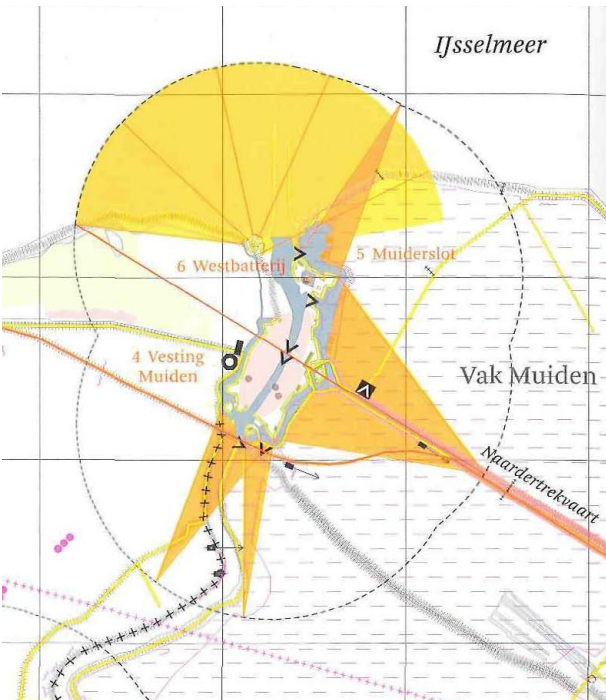 IJsselmeer
6 Westbatterij
5 Muiderslot
4 Vesting
Muiden
Vak Muiden
Naardertrekvaart